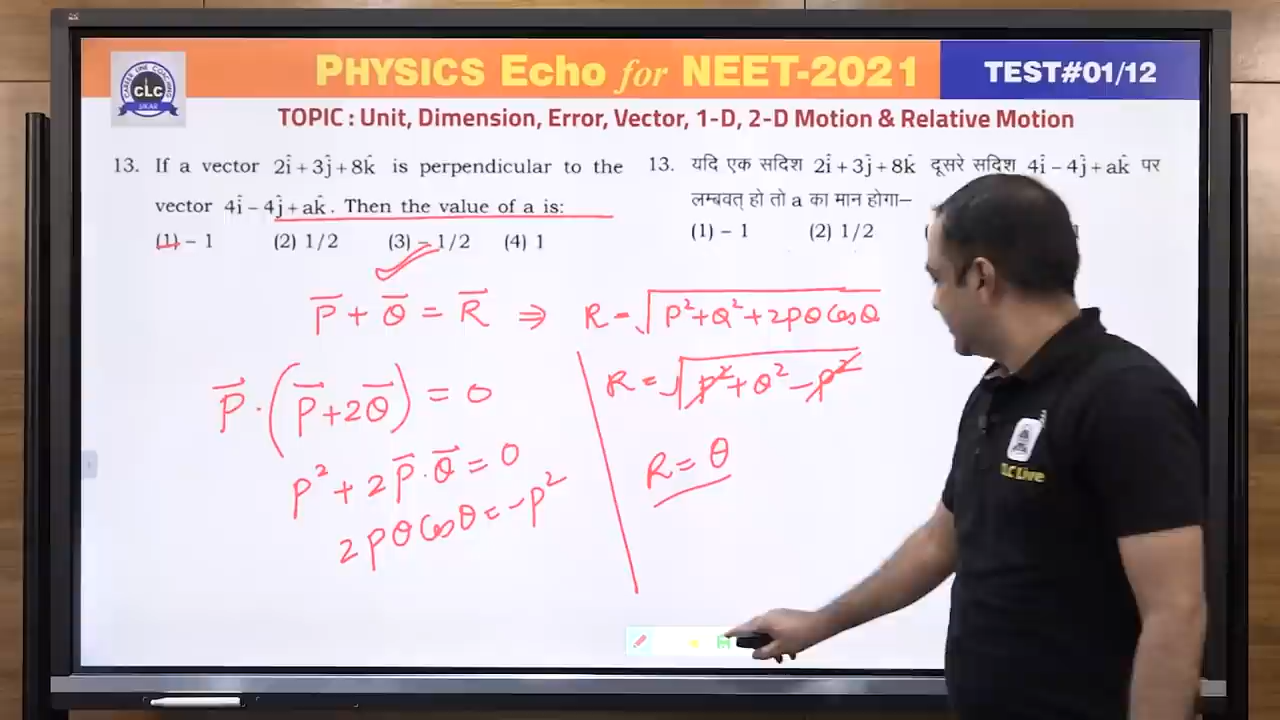 PHYSICS Echo for NEET-2021
TEST#01/12
CLC
SIKAR
TOPIC : Unit, Dimension, Error, Vector, 1-D, 2-D Motion & Relative Motion
13. If a vector 2î + 3ĵ + 8k̂ is perpendicular to the
vector 4î − 4ĵ + ak̂. Then the value of a is:
(1) − 1 (2) 1/2 (3) − 1/2 (4) 1
13. यदि एक सदिश 2î + 3ĵ + 8k̂ दूसरे सदिश 4î − 4ĵ + ak̂ पर
लम्बवत् हो तो a का मान होगा−
(1) − 1 (2) 1/2
P⃗ + Q⃗ = R⃗ ⇒ R = √(P² + Q² + 2PQ Cosθ)
P⃗ · (P⃗ + 2Q⃗) = 0
P² + 2P⃗ · Q⃗ = 0
2PQ Cosθ = −P²
R = √(P² + Q² − P²)
R = Q
CLC Live